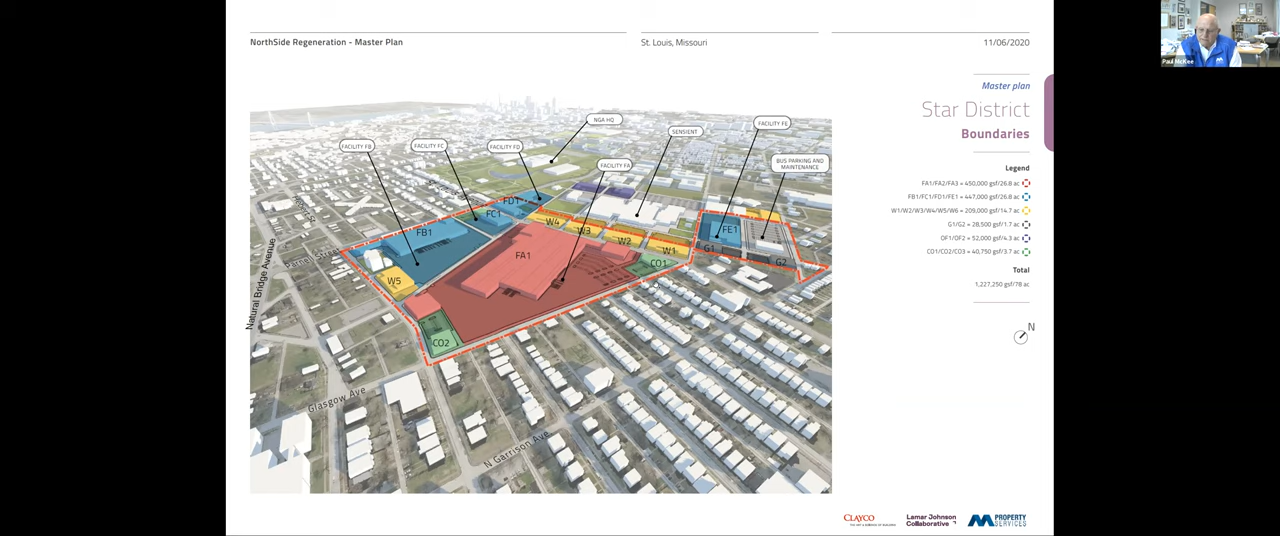 NorthSide Regeneration - Master Plan
St. Louis, Missouri
11/06/2020
Paul McKee
Master plan
Star District
Boundaries
Legend
FA1/FA2/FA3 = 450,000 gsf/26.8 ac
FB1/FC1/FD1/FE1 = 447,000 gsf/26.8 ac
W1/W2/W3/W4/W5/W6 = 209,000 gsf/14.7 ac
G1/G2 = 28,500 gsf/1.7 ac
OF1/OF2 = 52,000 gsf/4.3 ac
CO1/CO2/CO3 = 40,750 gsf/3.7 ac
Total
1,227,250 gsf/78 ac
N
NGA HQ
SENSIENT
FACILITY FE
FACILITY FB
FACILITY FC
FACILITY FD
FACILITY FA
BUS PARKING AND
MAINTENANCE
FD1
FC1
FB1
W4
W3
W2
W1
FE1
G1
G2
FA1
CO1
W5
CO2
Parnell Street
Natural Bridge Avenue
Glasgow Ave
N Garrison Ave
CLAYCO
Lamar Johnson
Collaborative
PROPERTY
SERVICES